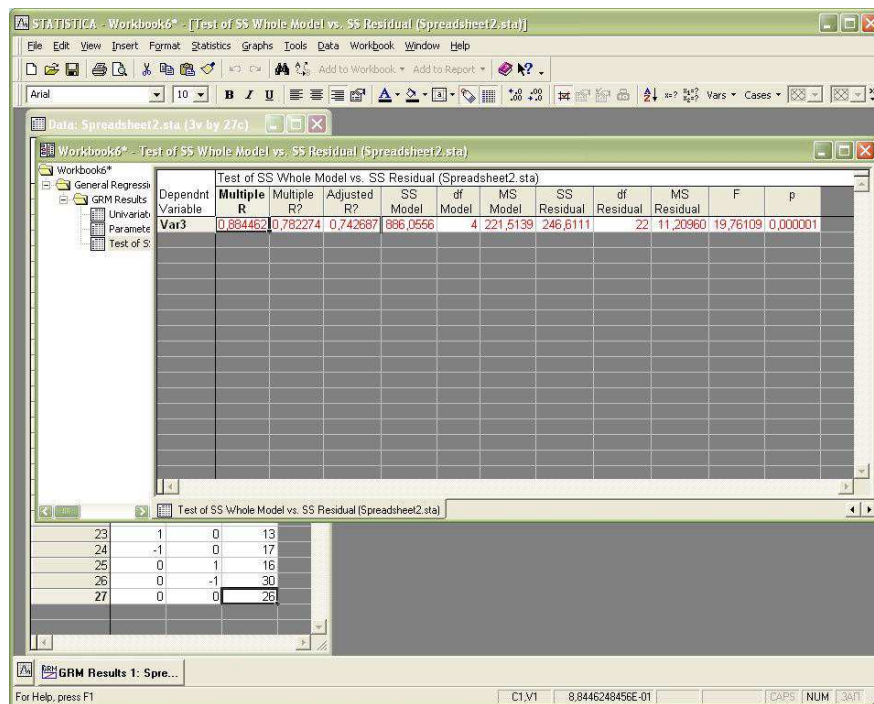 STATISTICA - Workbook6* - [Test of SS Whole Model vs. SS Residual (Spreadsheet2.sta)]
File Edit View Insert Format Statistics Graphs Tools Data Workbook Window Help
Add to Workbook Add to Report
Arial 10 B I U Vars Cases
Data: Spreadsheet2.sta (3v by 27c)
Workbook6* - Test of SS Whole Model vs. SS Residual (Spreadsheet2.sta)
Workbook6*
General Regressi
GRM Results
Univariat
Paramete
Test of S
Test of SS Whole Model vs. SS Residual (Spreadsheet2.sta)
Dependnt Multiple Multiple Adjusted SS df MS SS df MS F p
Variable R R? R? Model Model Model Residual Residual Residual
Var3 0,884462 0,782274 0,742687 886,0556 4 221,5139 246,6111 22 11,20960 19,76109 0,000001
Test of SS Whole Model vs. SS Residual (Spreadsheet2.sta)
23 1 0 13
24 -1 0 17
25 0 1 16
26 0 -1 30
27 0 0 26
GRM Results 1: Spre...
For Help, press F1 C1,V1 8,8446248456E-01 CAPS NUM ЗАП